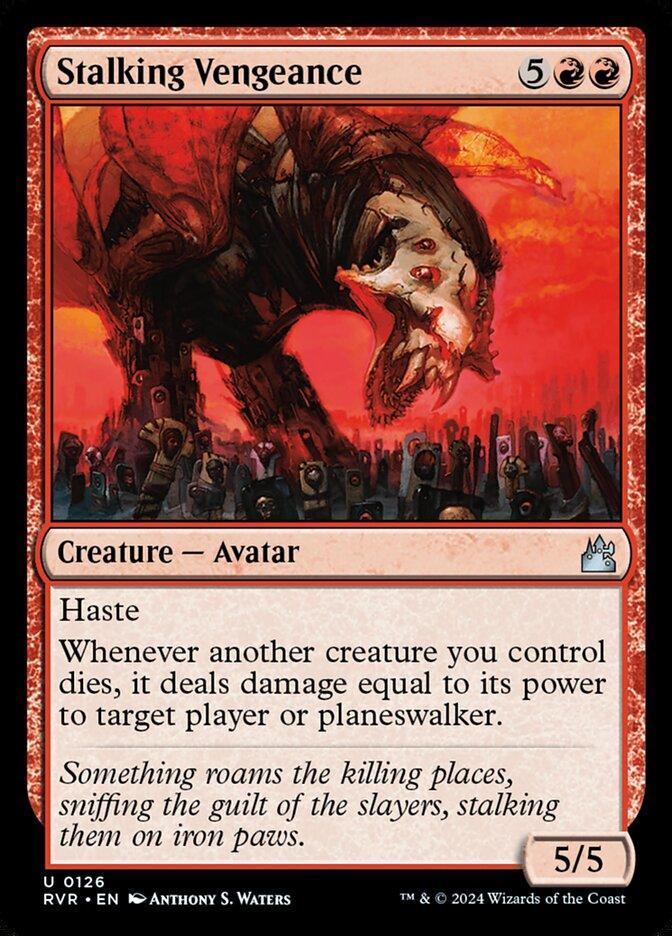 Stalking Vengeance 5
Creature — Avatar
Haste
Whenever another creature you control
dies, it deals damage equal to its power
to target player or planeswalker.
Something roams the killing places,
sniffing the guilt of the slayers, stalking
them on iron paws.
5/5
U 0126
RVR • EN Anthony S. Waters ™ & © 2024 Wizards of the Coast